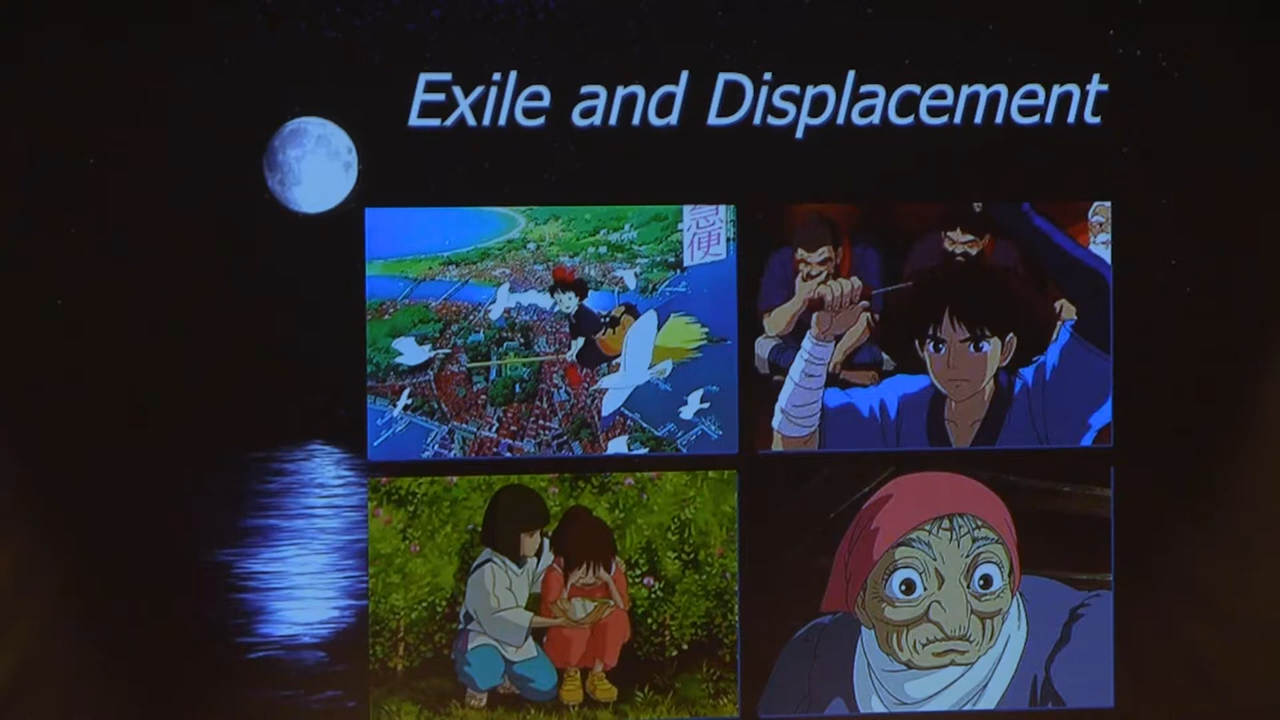 Exile and Displacement
急便